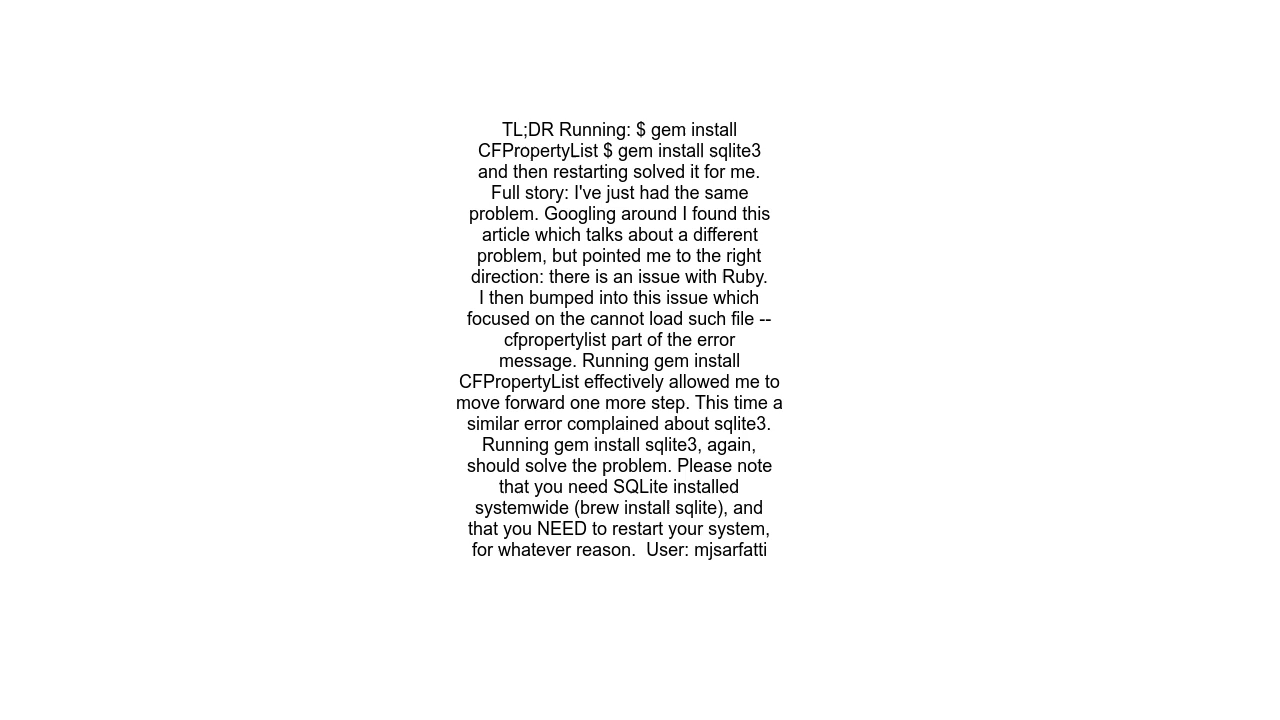 TL;DR Running: $ gem install
CFPropertyList $ gem install sqlite3
and then restarting solved it for me.
Full story: I've just had the same
problem. Googling around I found this
article which talks about a different
problem, but pointed me to the right
direction: there is an issue with Ruby.
I then bumped into this issue which
focused on the cannot load such file --
cfpropertylist part of the error
message. Running gem install
CFPropertyList effectively allowed me to
move forward one more step. This time a
similar error complained about sqlite3.
Running gem install sqlite3, again,
should solve the problem. Please note
that you need SQLite installed
systemwide (brew install sqlite), and
that you NEED to restart your system,
for whatever reason.  User: mjsarfatti